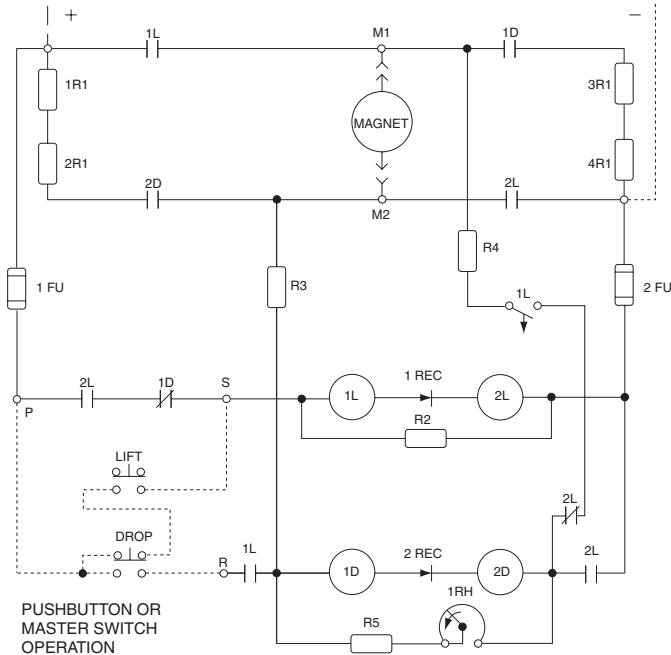 + −
1L M1 1D
1R1 3R1
MAGNET
2R1 4R1
2D 2L
M2
R4
1 FU R3 1L 2 FU
2L 1D S 1L 1 REC 2L
P
R2
LIFT
2L
DROP
R 1L 1D 2 REC 2D 2L
1RH
R5
PUSHBUTTON OR
MASTER SWITCH
OPERATION